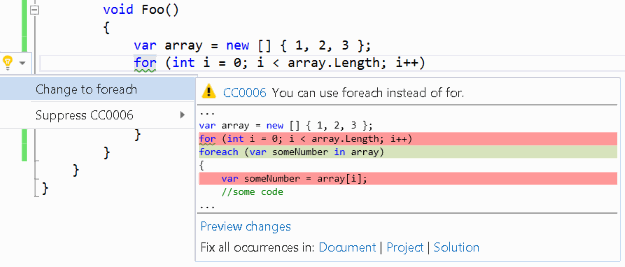 void Foo()
{
var array = new [] { 1, 2, 3 };
for (int i = 0; i < array.Length; i++)
Change to foreach
Suppress CC0006
}
}
}
}
CC0006 You can use foreach instead of for.
...
var array = new [] { 1, 2, 3 };
for (int i = 0; i < array.Length; i++)
foreach (var someNumber in array)
{
var someNumber = array[i];
//some code
...
Preview changes
Fix all occurrences in: Document | Project | Solution